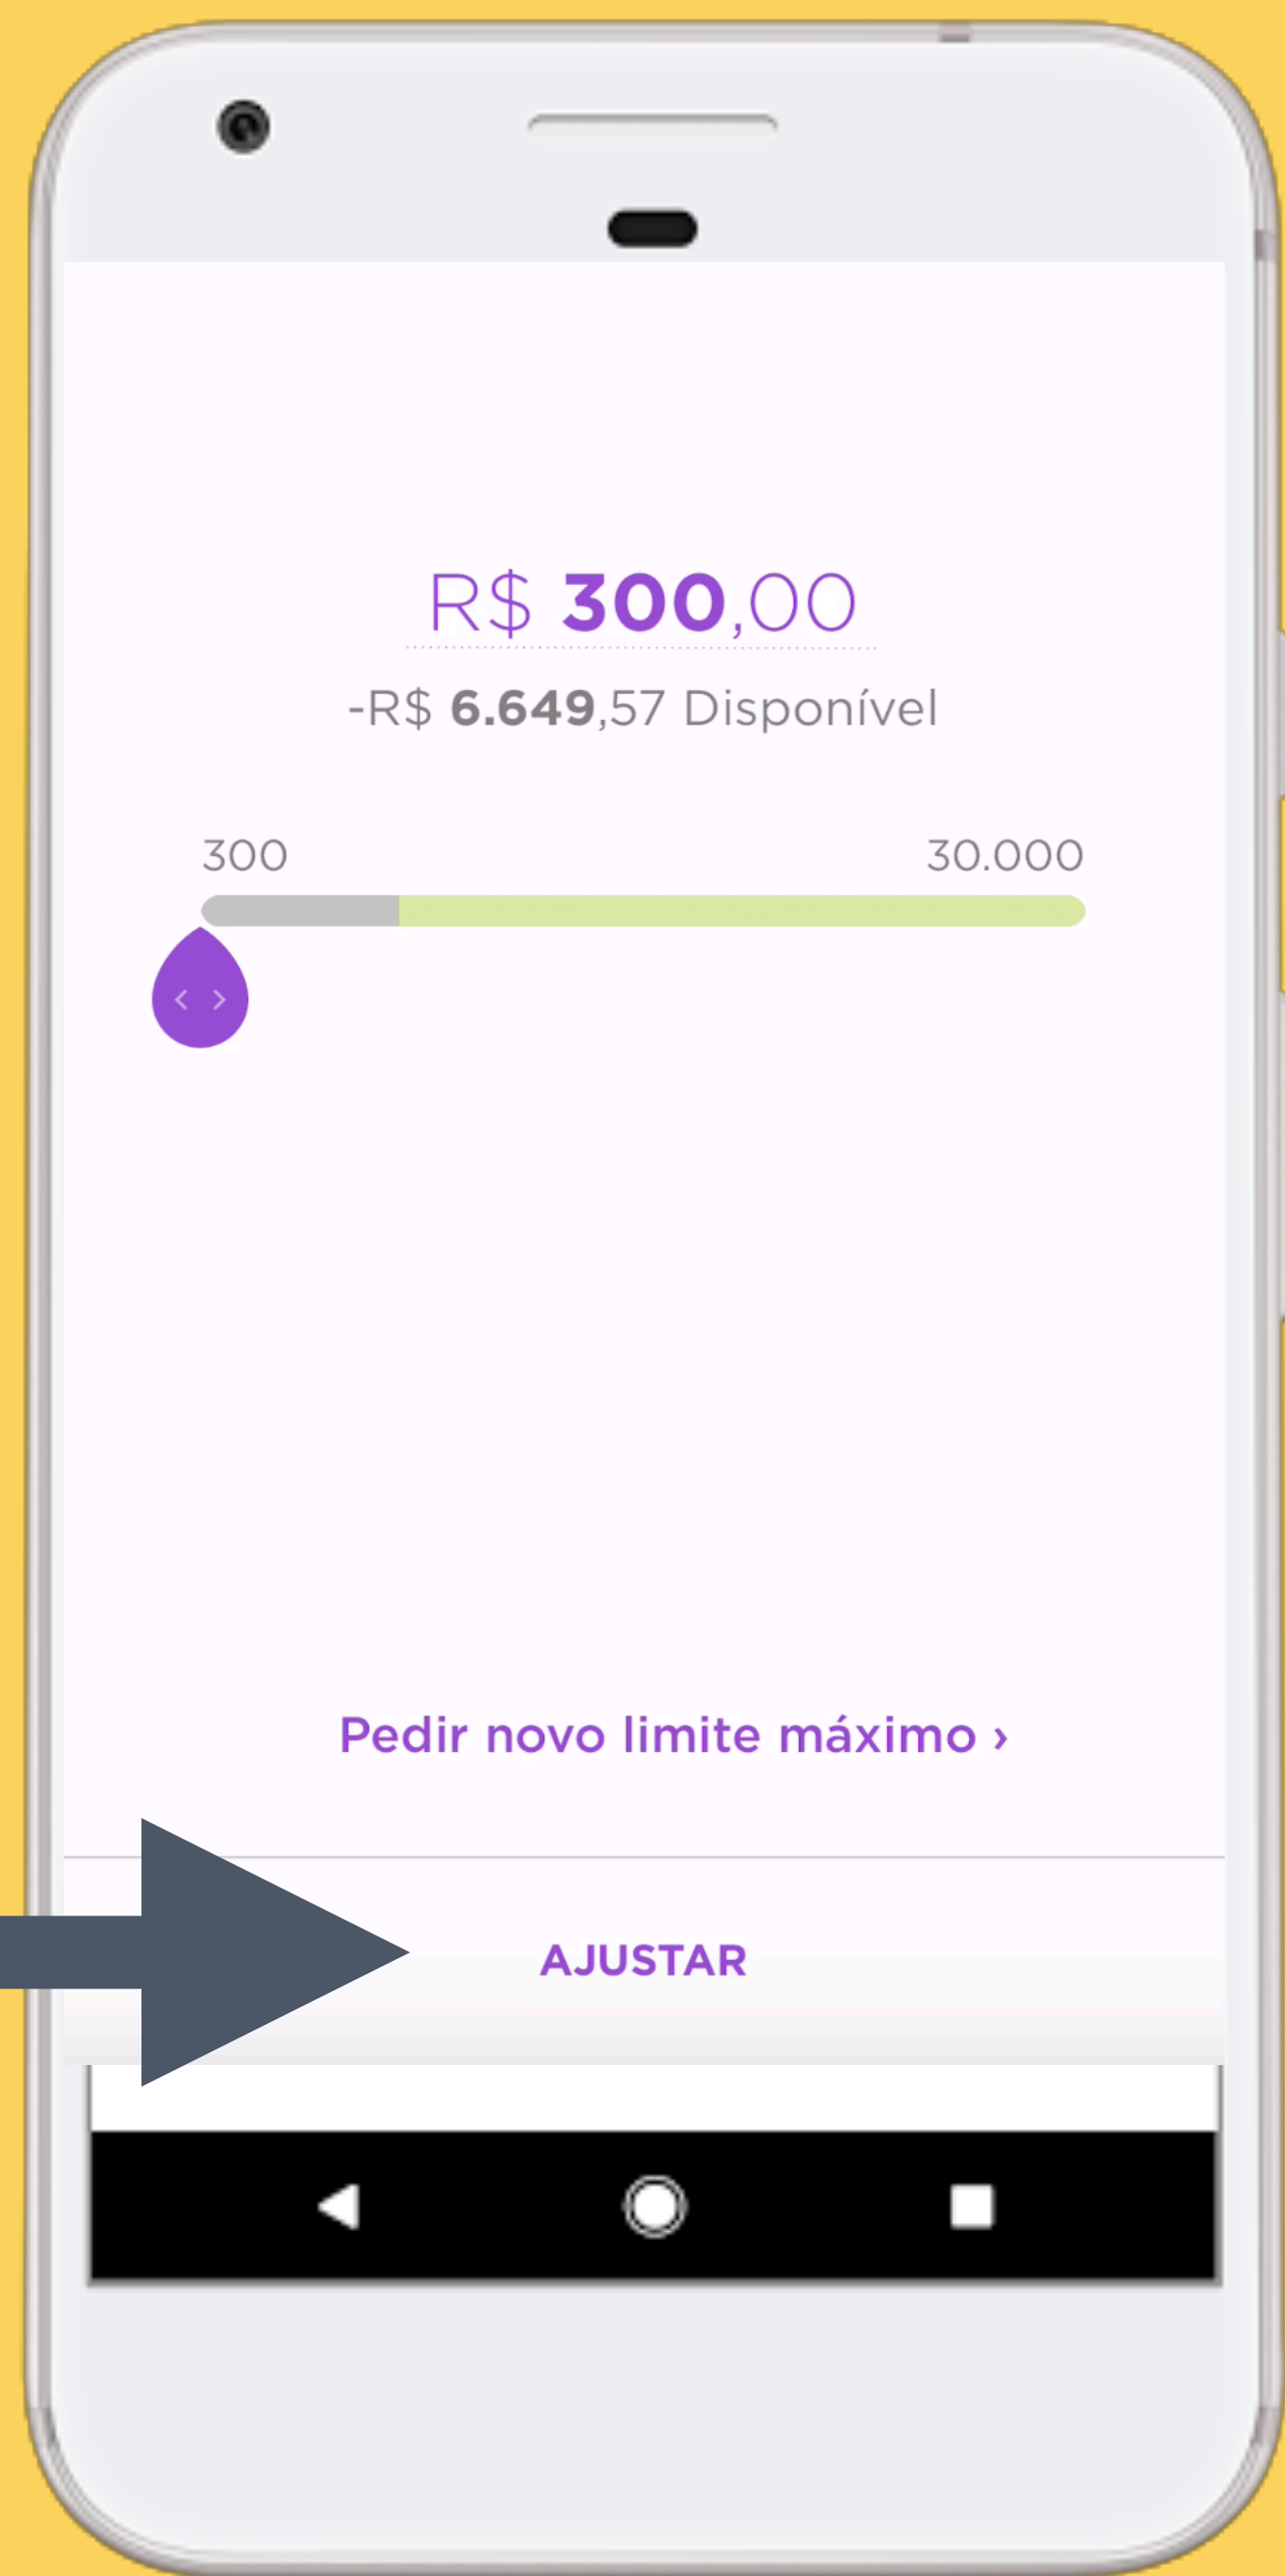 R$ 300,00
-R$ 6.649,57 Disponível
300 30.000
Pedir novo limite máximo ›
AJUSTAR